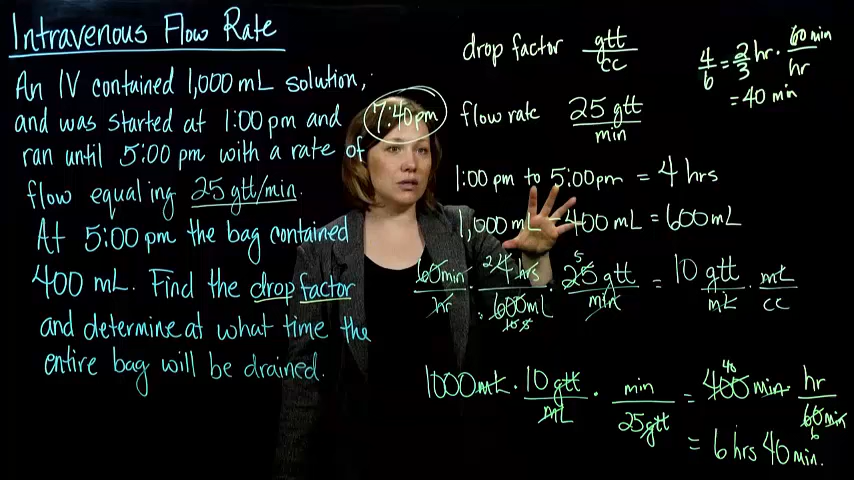 Intravenous Flow Rate
An IV contained 1,000 mL solution,
and was started at 1:00 pm and
ran until 5:00 pm with a rate of
flow equaling 25 gtt/min.
At 5:00 pm the bag contained
400 mL. Find the drop factor
and determine at what time the
entire bag will be drained.
7:40 pm
drop factor gtt/cc
4/6 = 2/3 hr · 60 min/hr
= 40 min
flow rate 25 gtt/min
1:00 pm to 5:00 pm = 4 hrs
1,000 mL - 400 mL = 600 mL
60 min/hr · 4 hrs/600 mL · 25 gtt/min = 10 gtt/mL · mL/cc
1000 mL · 10 gtt/mL · min/25 gtt = 400 min · hr/60 min
= 6 hrs 40 min.